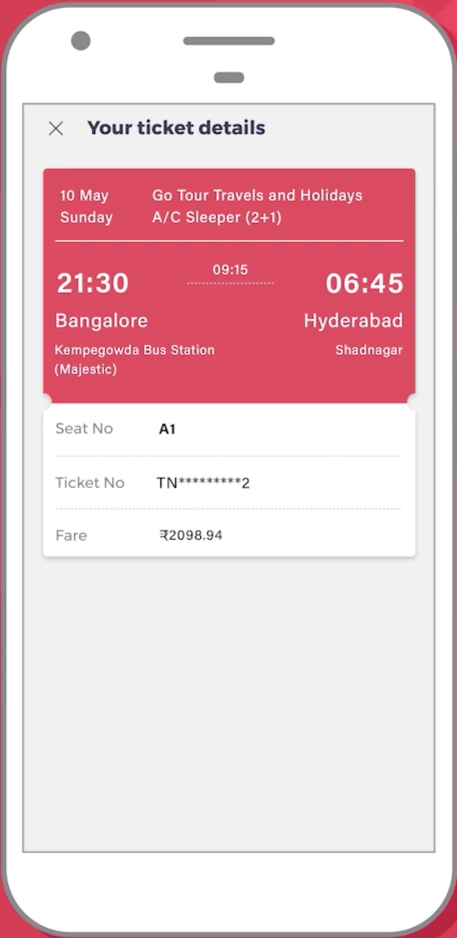 Your ticket details
10 May
Go Tour Travels and Holidays
Sunday
A/C Sleeper (2+1)
09:15
21:30
06:45
Bangalore
Hyderabad
Kempegowda Bus Station
Shadnagar
(Majestic)
Seat No
A1
Ticket No
TN*********2
Fare
₹2098.94